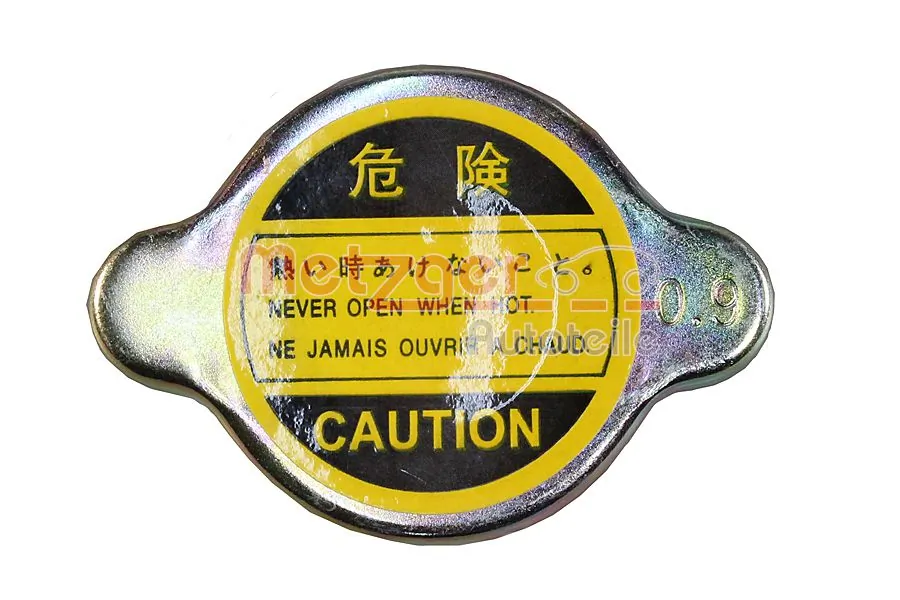 危 険
熱い時あけないこと。
NEVER OPEN WHEN HOT.
NE JAMAIS OUVRIR A CHAUD.
CAUTION
0.9
metzger
Autoteile